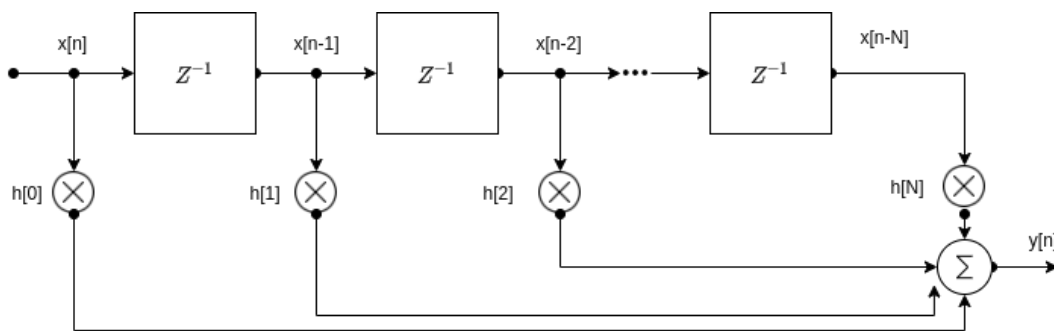 x[n]
x[n-1]
x[n-2]
x[n-N]
Z⁻¹
Z⁻¹
•••
Z⁻¹
h[0]
h[1]
h[2]
h[N]
∑
y[n]